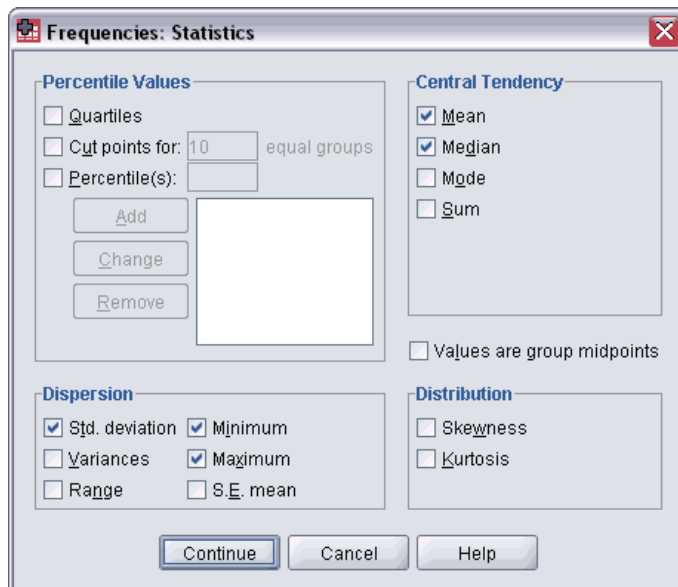 Frequencies: Statistics
Percentile Values
Quartiles
Cut points for: 10 equal groups
Percentile(s):
Add
Change
Remove
Central Tendency
Mean
Median
Mode
Sum
Values are group midpoints
Dispersion
Std. deviation
Minimum
Variances
Maximum
Range
S.E. mean
Distribution
Skewness
Kurtosis
Continue
Cancel
Help